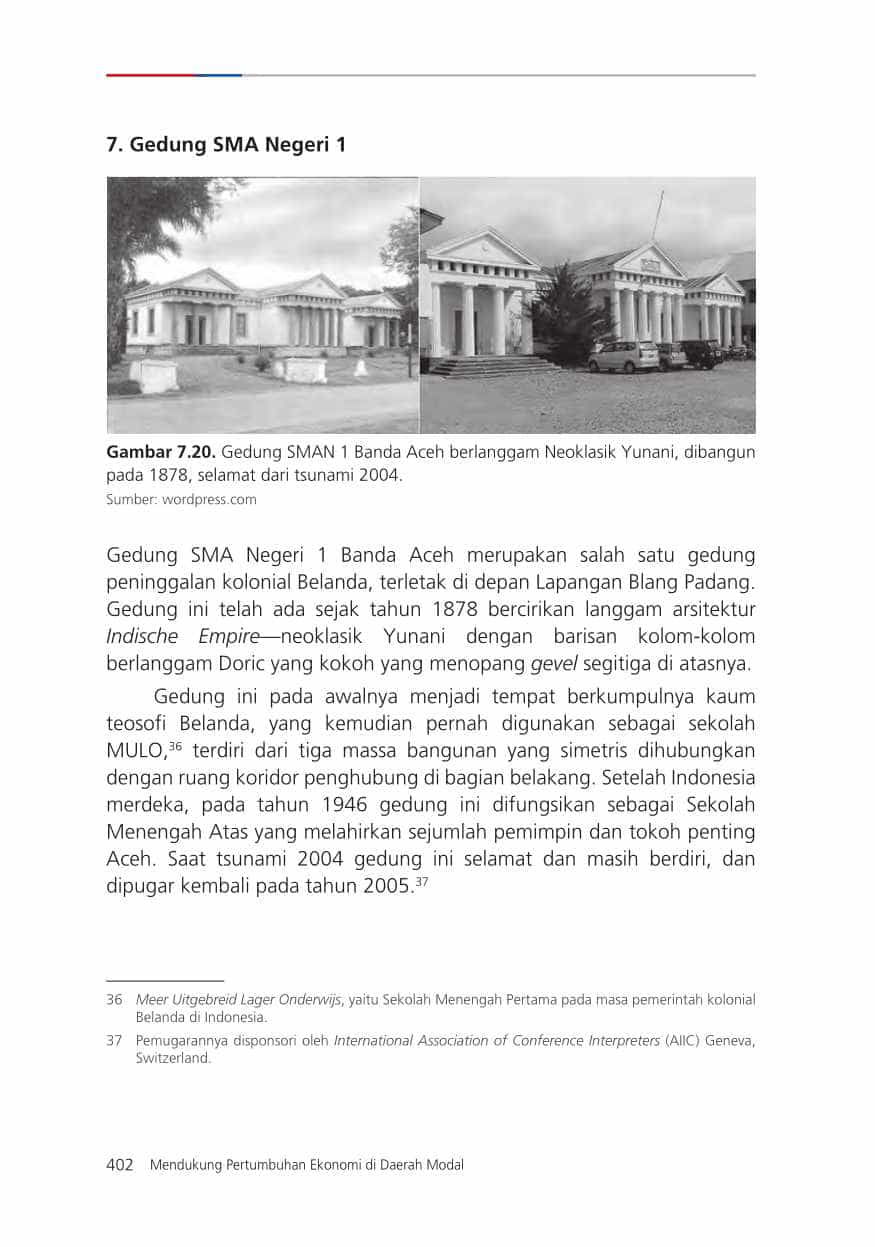 7. Gedung SMA Negeri 1
Gambar 7.20. Gedung SMAN 1 Banda Aceh berlanggam Neoklasik Yunani, dibangun
pada 1878, selamat dari tsunami 2004.
Sumber: wordpress.com
Gedung SMA Negeri 1 Banda Aceh merupakan salah satu gedung
peninggalan kolonial Belanda, terletak di depan Lapangan Blang Padang.
Gedung ini telah ada sejak tahun 1878 bercirikan langgam arsitektur
Indische Empire—neoklasik Yunani dengan barisan kolom-kolom
berlanggam Doric yang kokoh yang menopang gevel segitiga di atasnya.
Gedung ini pada awalnya menjadi tempat berkumpulnya kaum
teosofi Belanda, yang kemudian pernah digunakan sebagai sekolah
MULO,36 terdiri dari tiga massa bangunan yang simetris dihubungkan
dengan ruang koridor penghubung di bagian belakang. Setelah Indonesia
merdeka, pada tahun 1946 gedung ini difungsikan sebagai Sekolah
Menengah Atas yang melahirkan sejumlah pemimpin dan tokoh penting
Aceh. Saat tsunami 2004 gedung ini selamat dan masih berdiri, dan
dipugar kembali pada tahun 2005.37
36 Meer Uitgebreid Lager Onderwijs, yaitu Sekolah Menengah Pertama pada masa pemerintah kolonial
Belanda di Indonesia.
37 Pemugarannya disponsori oleh International Association of Conference Interpreters (AIIC) Geneva,
Switzerland.
402 Mendukung Pertumbuhan Ekonomi di Daerah Modal